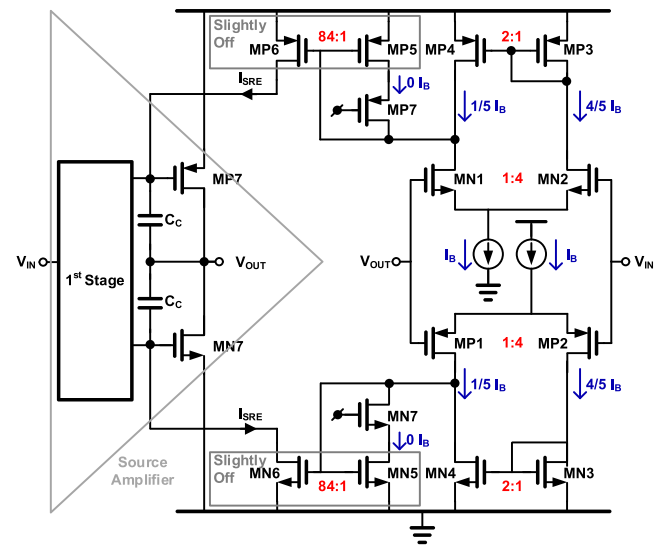 Slightly
Off
MP6
84:1
MP5
MP4
2:1
MP3
I_SRE
0 I_B
MP7
1/5 I_B
4/5 I_B
MP7
MN1
1:4
MN2
C_C
V_IN
1st Stage
V_OUT
V_OUT
I_B
I_B
V_IN
C_C
MN7
MP1
1:4
MP2
1/5 I_B
4/5 I_B
I_SRE
MN7
0 I_B
Source
Amplifier
Slightly
Off
MN6
84:1
MN5
MN4
2:1
MN3